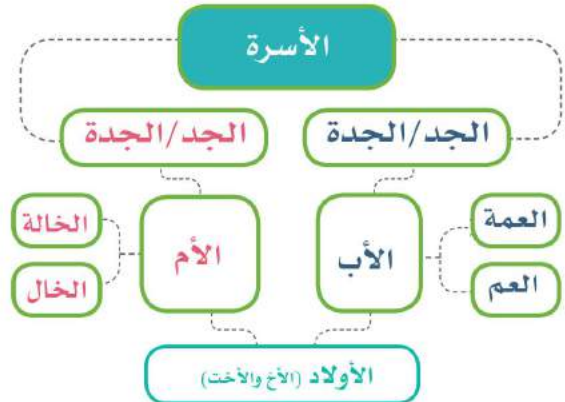 الأسرة
الجد/الجدة
الجد/الجدة
العمة
العم
الأب
الأم
الخالة
الخال
الأولاد (الأخ والأخت)